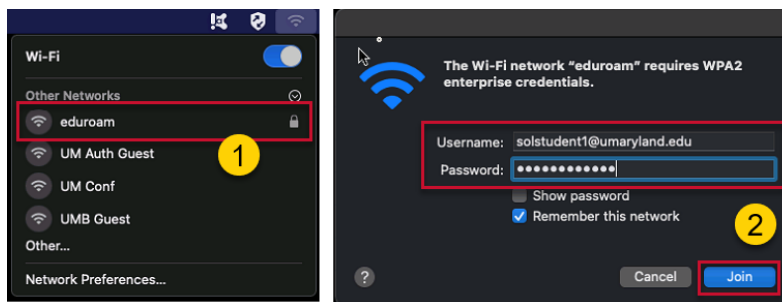 Wi-Fi
Other Networks
eduroam
1
UM Auth Guest
UM Conf
UMB Guest
Other...
Network Preferences...
The Wi-Fi network “eduroam” requires WPA2
enterprise credentials.
Username: solstudent1@umaryland.edu
Password: ●●●●●●●●●●●●
Show password
Remember this network
2
? Cancel Join